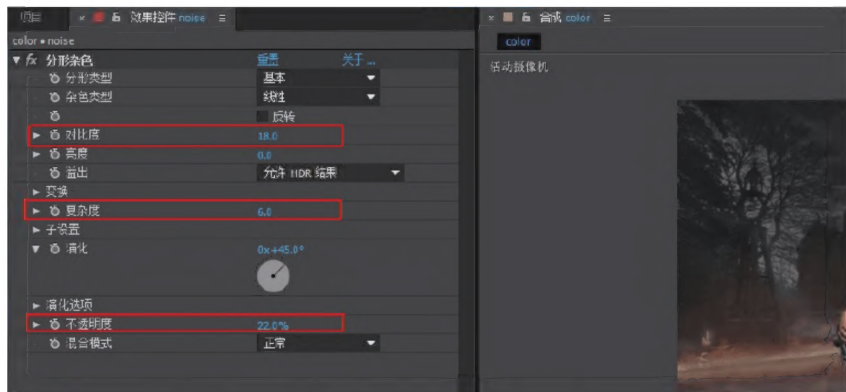 项目
效果控件 noise
color • noise
fx 分形杂色 重置 关于...
分形类型 基本
杂色类型 线性
反转
对比度 18.0
亮度 0.0
溢出 允许 HDR 结果
变换
复杂度 6.0
子设置
演化 0x+45.0°
演化选项
不透明度 22.0%
混合模式 正常
合成 color
color
活动摄像机